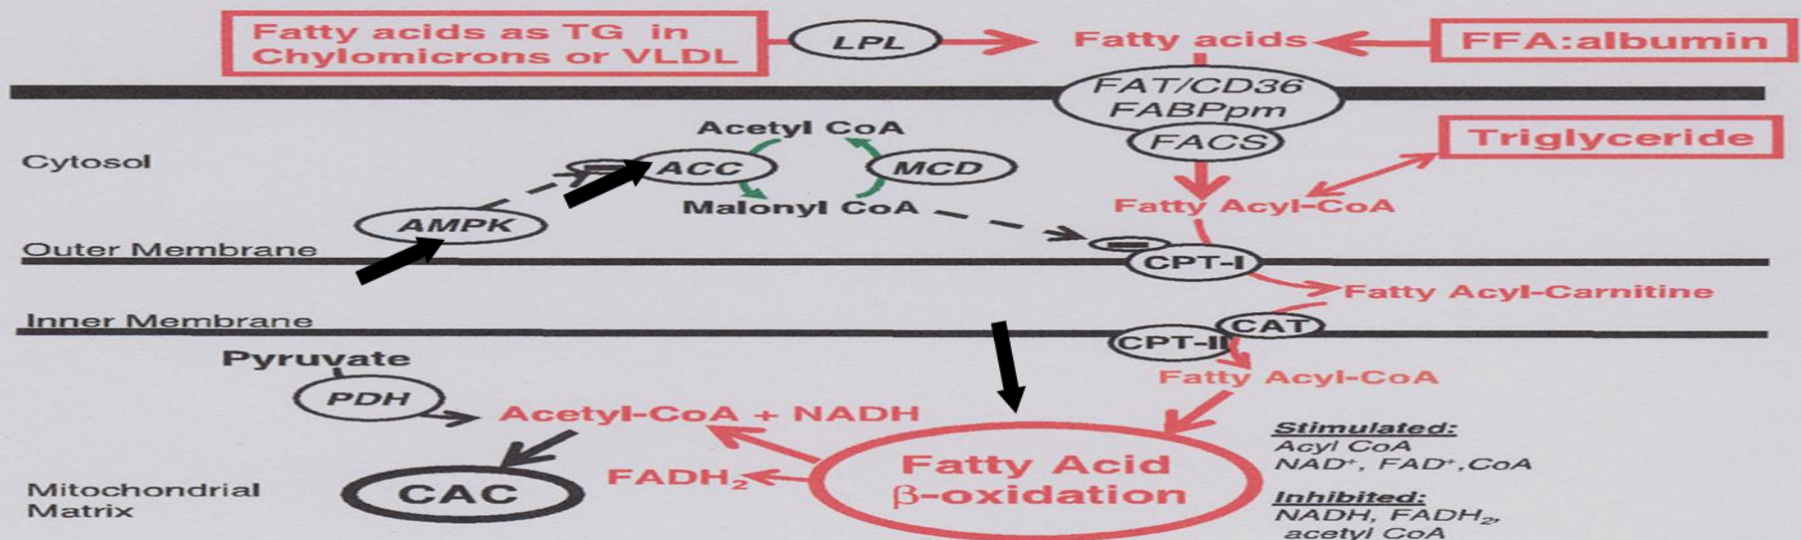 Fatty acids as TG in
Chylomicrons or VLDL
LPL
Fatty acids
FFA:albumin
FAT/CD36
FABPpm
FACS
Triglyceride
Acetyl CoA
Cytosol
ACC
MCD
Malonyl CoA
Fatty Acyl-CoA
AMPK
Outer Membrane
CPT-I
Fatty Acyl-Carnitine
Inner Membrane
CAT
CPT-II
Pyruvate
Fatty Acyl-CoA
PDH
Acetyl-CoA + NADH
Stimulated:
Acyl CoA
NAD⁺, FAD⁺,CoA
Fatty Acid
β-oxidation
FADH₂
CAC
Mitochondrial
Matrix
Inhibited:
NADH, FADH₂,
acetyl CoA